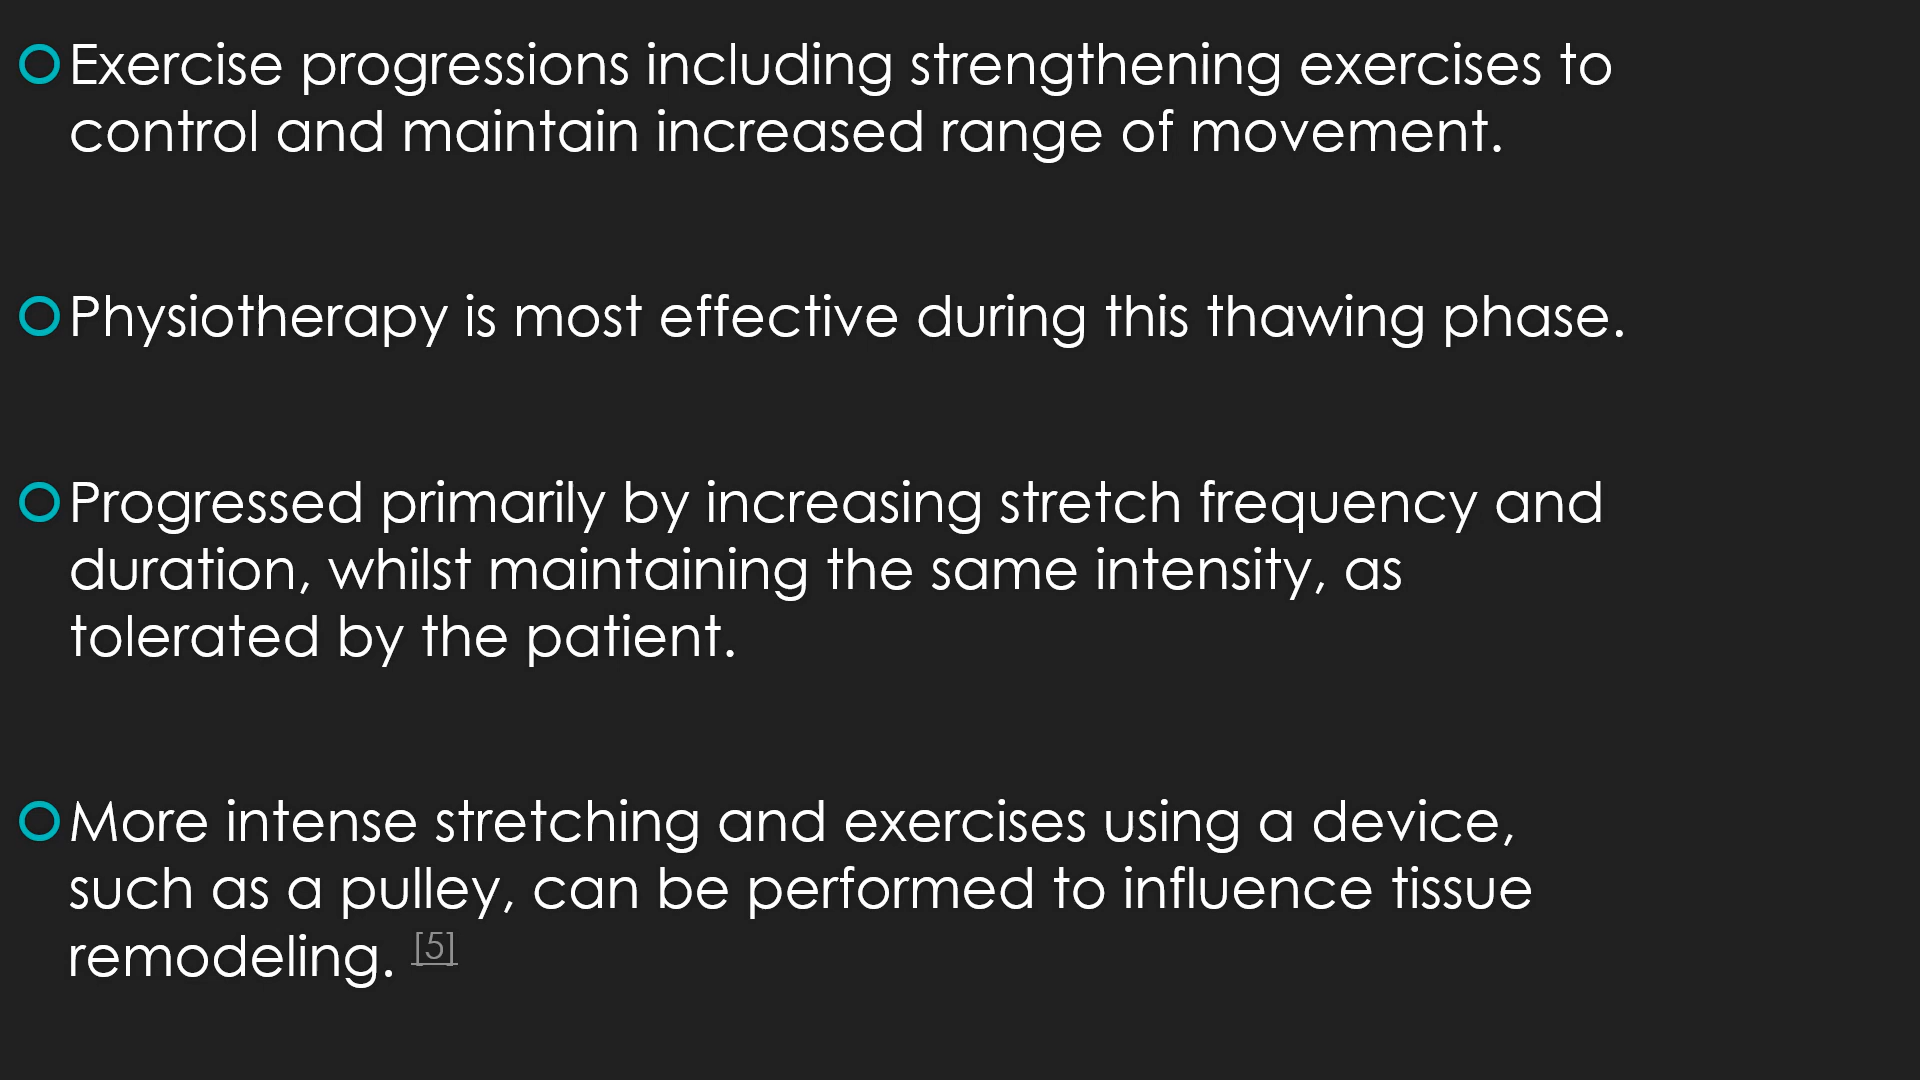 Exercise progressions including strengthening exercises to
control and maintain increased range of movement.
Physiotherapy is most effective during this thawing phase.
Progressed primarily by increasing stretch frequency and
duration, whilst maintaining the same intensity, as
tolerated by the patient.
More intense stretching and exercises using a device,
such as a pulley, can be performed to influence tissue
remodeling. [5]